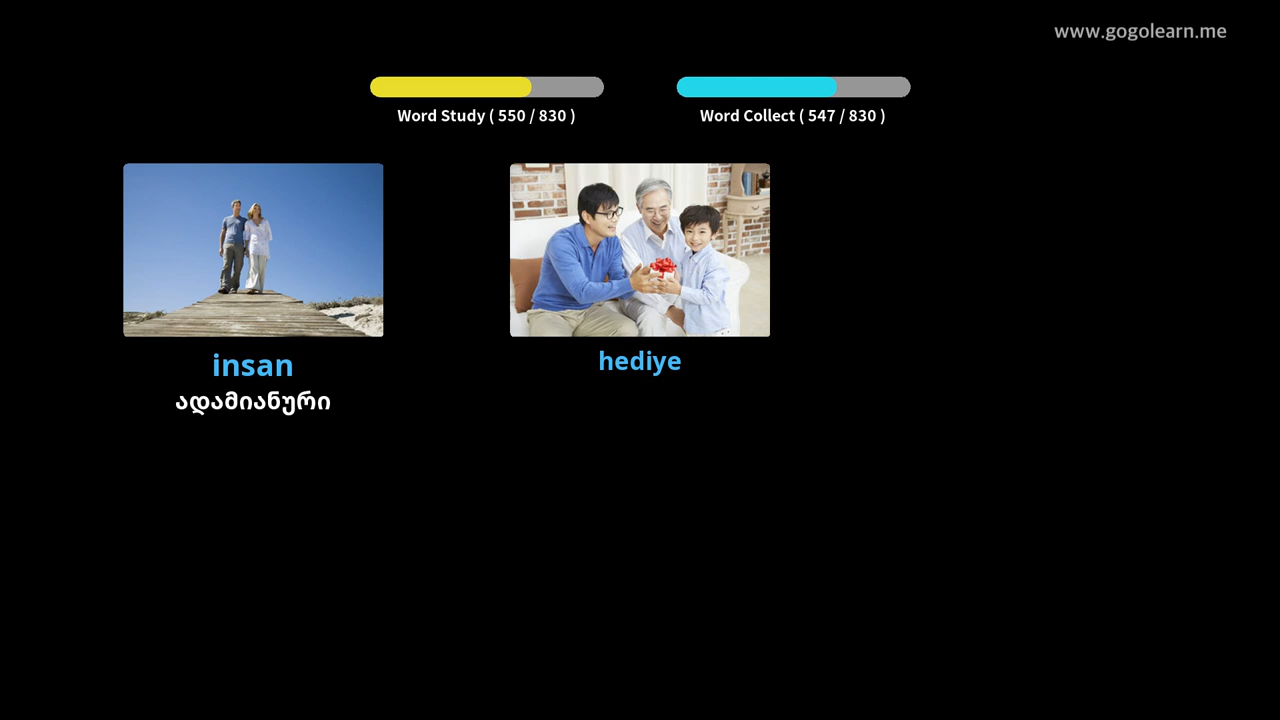 www.gogolearn.me
Word Study ( 550 / 830 )
Word Collect ( 547 / 830 )
insan
ადამიანური
hediye